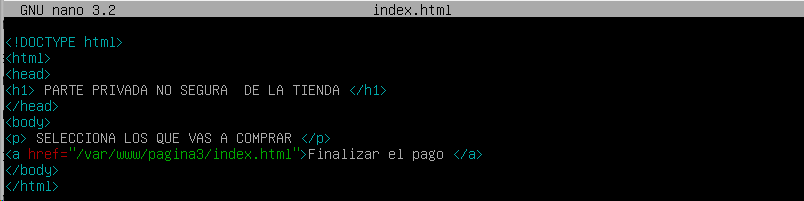 GNU nano 3.2 index.html
<!DOCTYPE html>
<html>
<head>
<h1> PARTE PRIVADA NO SEGURA  DE LA TIENDA </h1>
</head>
<body>
<p> SELECCIONA LOS QUE VAS A COMPRAR </p>
<a href="/var/www/pagina3/index.html">Finalizar el pago </a>
</body>
</html>